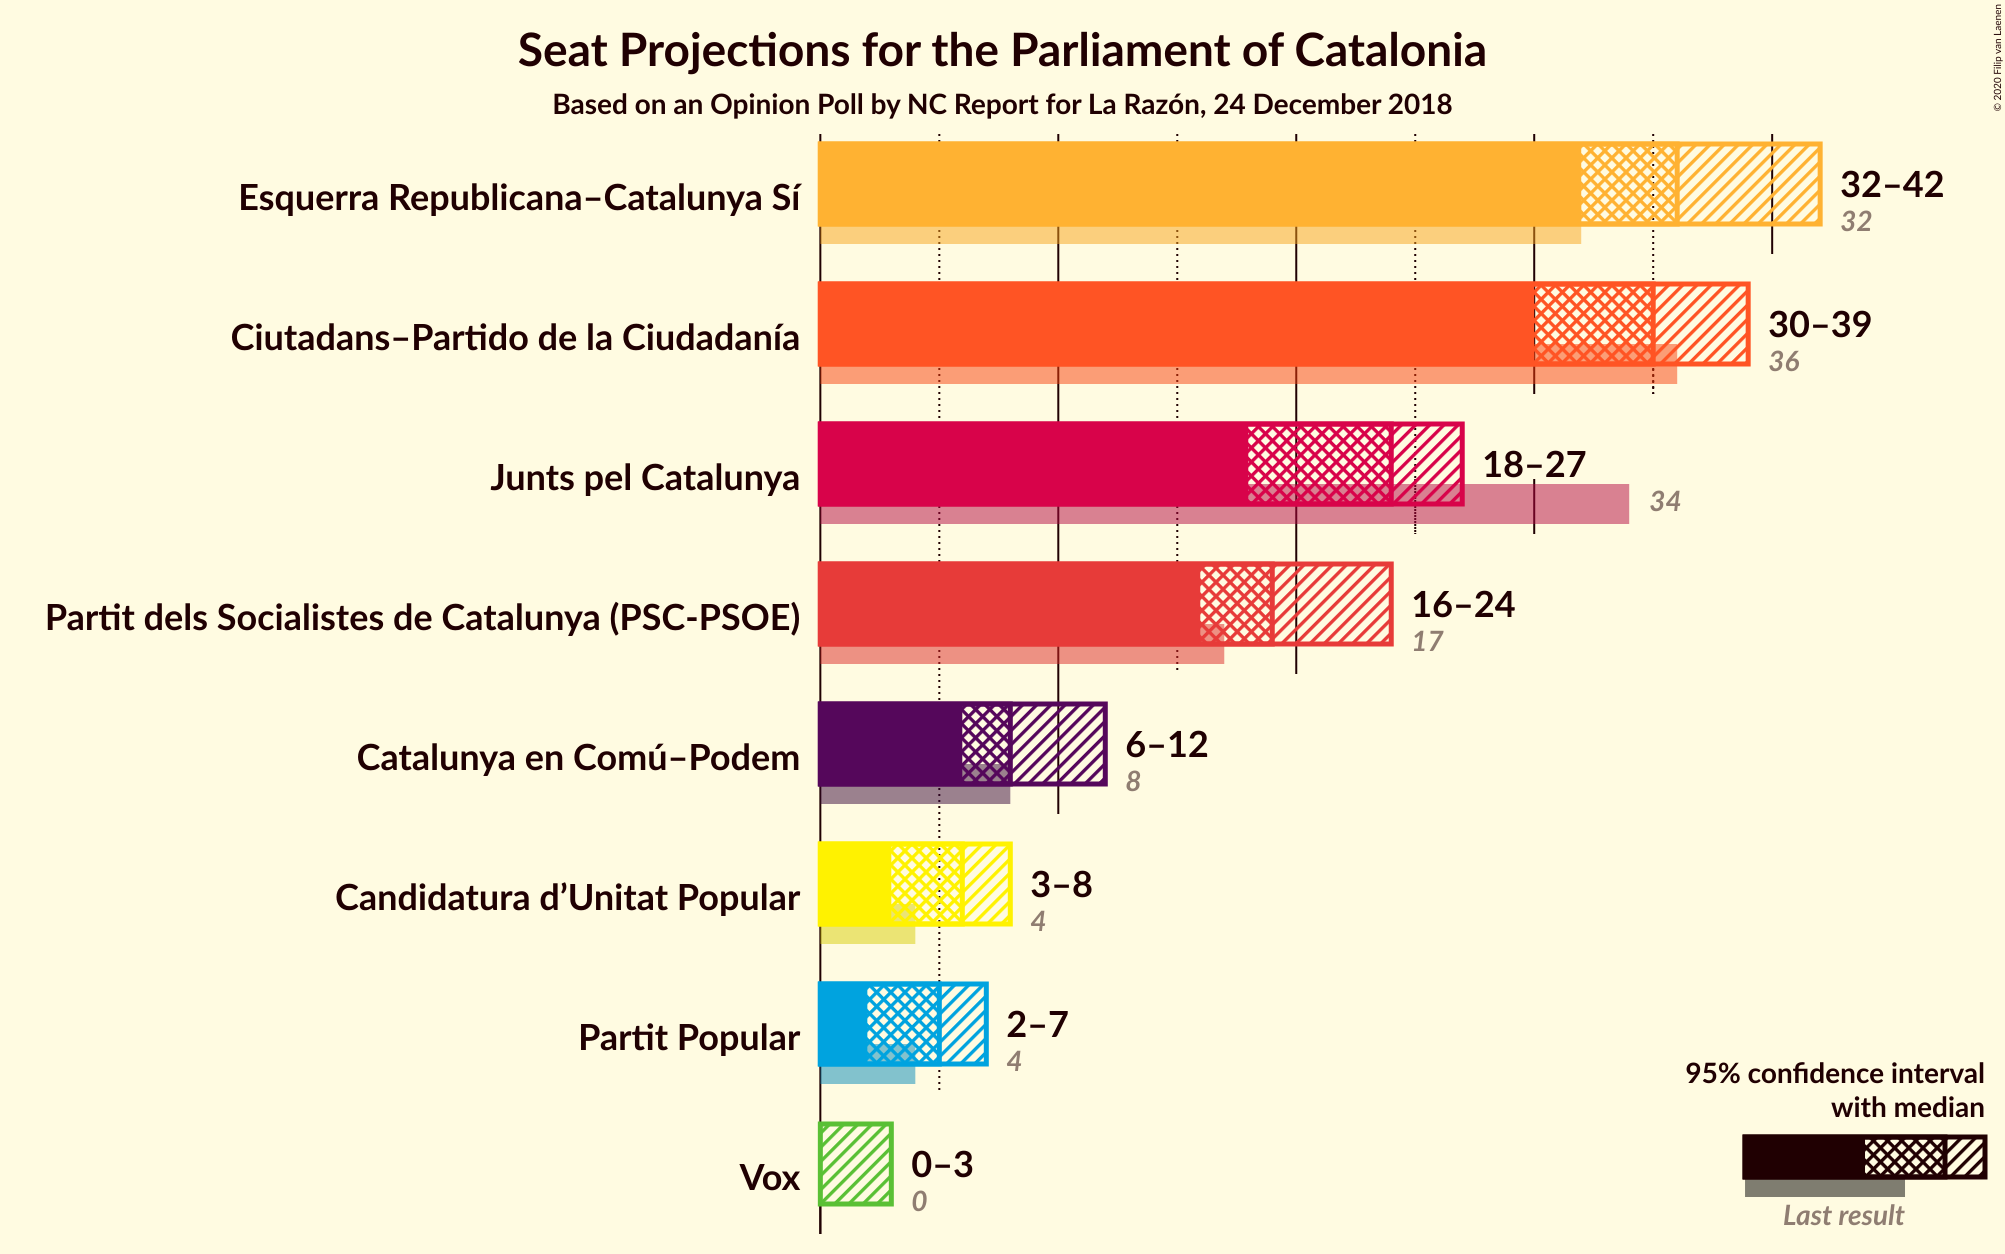 Seat Projections for the Parliament of Catalonia
Based on an Opinion Poll by NC Report for La Razón, 24 December 2018
© 2020 Filip van Laenen
Esquerra Republicana–Catalunya Sí
32–42
32
Ciutadans–Partido de la Ciudadanía
30–39
36
Junts pel Catalunya
18–27
34
Partit dels Socialistes de Catalunya (PSC-PSOE)
16–24
17
Catalunya en Comú–Podem
6–12
8
Candidatura d’Unitat Popular
3–8
4
Partit Popular
2–7
4
Vox
0–3
0
95% confidence interval
with median
Last result